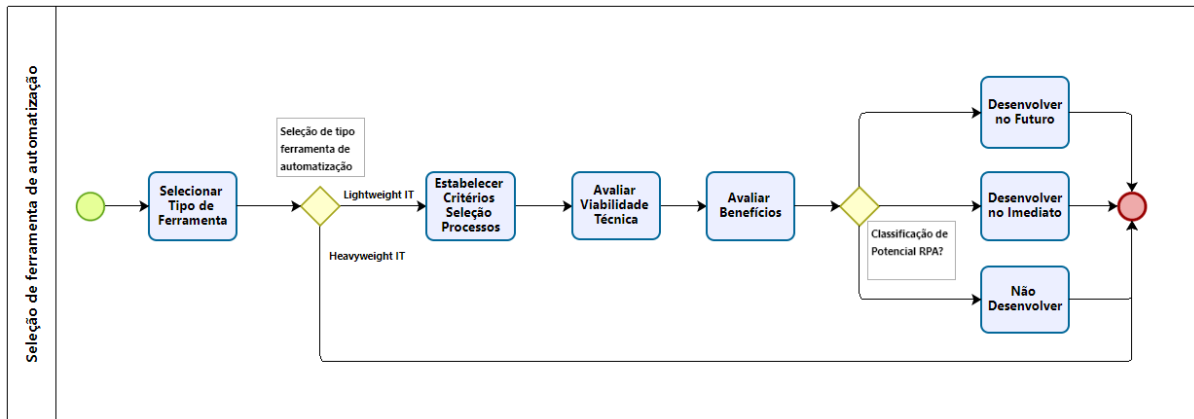 Seleção de ferramenta de automatização
Selecionar
Tipo de
Ferramenta
Seleção de tipo
ferramenta de
automatização
Lightweight IT
Heavyweight IT
Estabelecer
Critérios
Seleção
Processos
Avaliar
Viabilidade
Técnica
Avaliar
Benefícios
Classificação de
Potencial RPA?
Desenvolver
no Futuro
Desenvolver
no Imediato
Não
Desenvolver